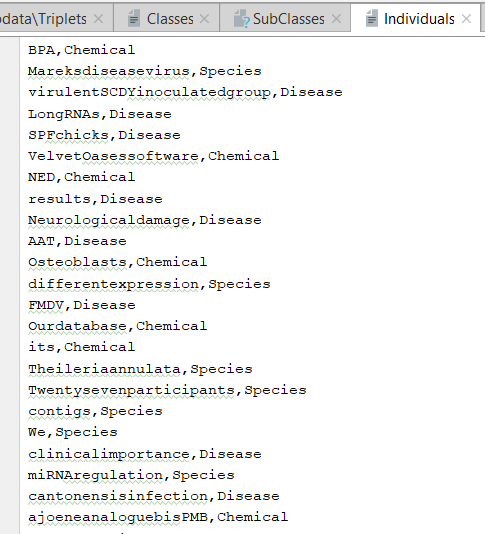 odata\Triplets Classes SubClasses Individuals
BPA,Chemical
Mareksdiseasevirus,Species
virulentSCDYinoculatedgroup,Disease
LongRNAs,Disease
SPFchicks,Disease
VelvetOasessoftware,Chemical
NED,Chemical
results,Disease
Neurologicaldamage,Disease
AAT,Disease
Osteoblasts,Chemical
differentexpression,Species
FMDV,Disease
Ourdatabase,Chemical
its,Chemical
Theileriaannulata,Species
Twentysevenparticipants,Species
contigs,Species
We,Species
clinicalimportance,Disease
miRNAregulation,Species
cantonensisinfection,Disease
ajoeneanaloguebisPMB,Chemical